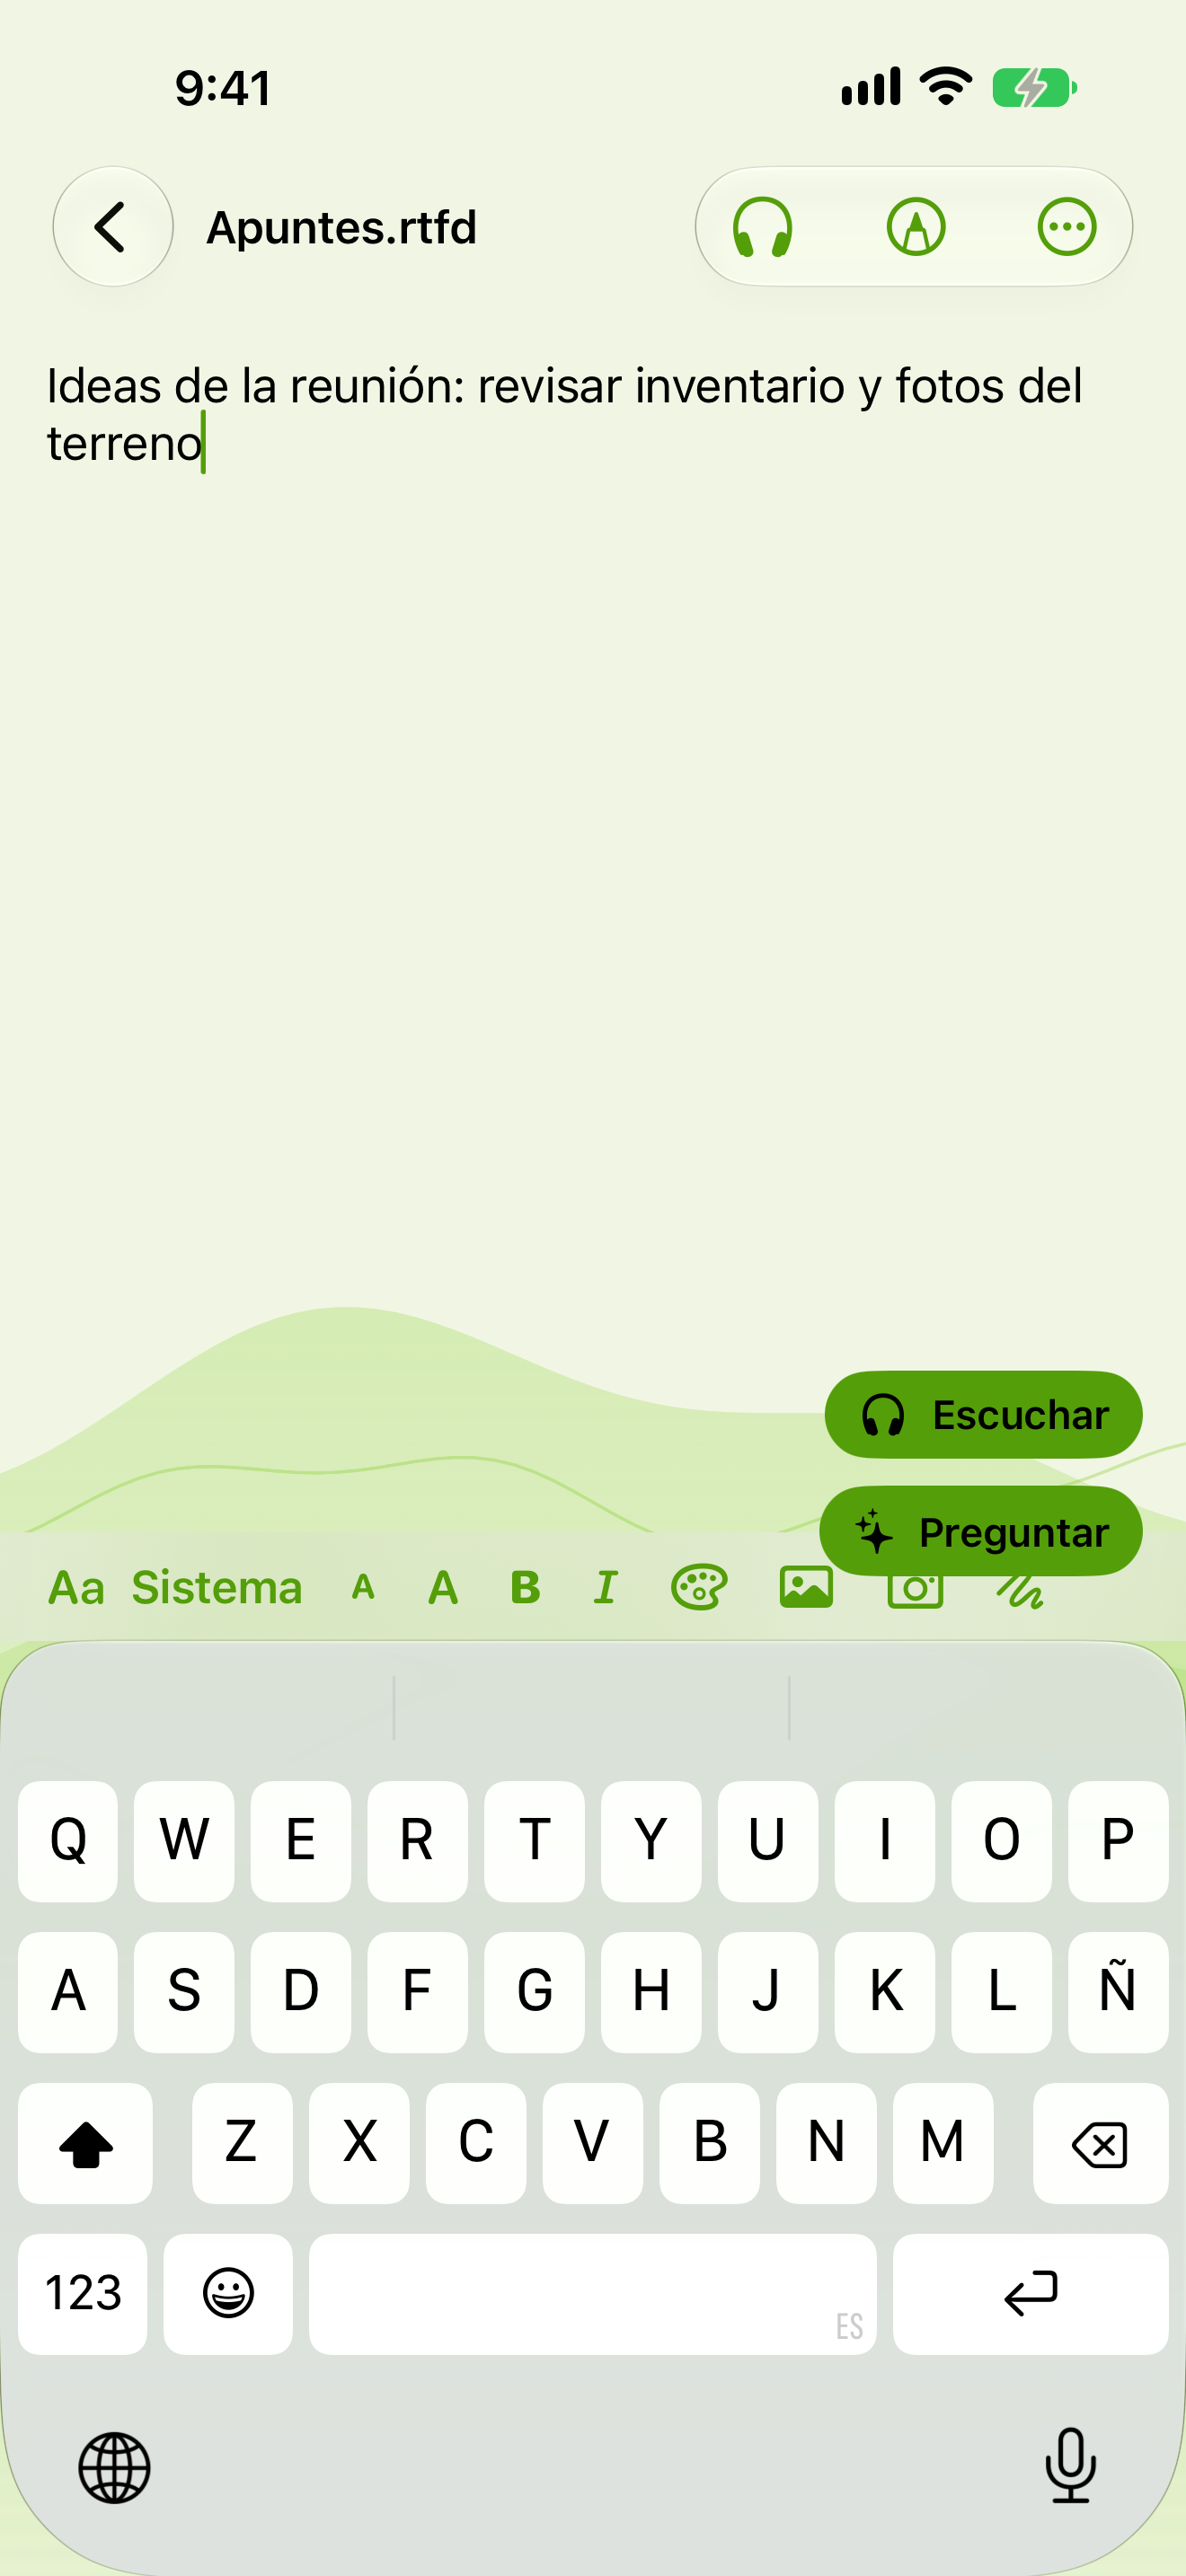 9:41
Apuntes.rtfd
Ideas de la reunión: revisar inventario y fotos del
terreno
Escuchar
Preguntar
Aa Sistema A A B I
Q W E R T Y U I O P
A S D F G H J K L Ñ
Z X C V B N M
123
ES